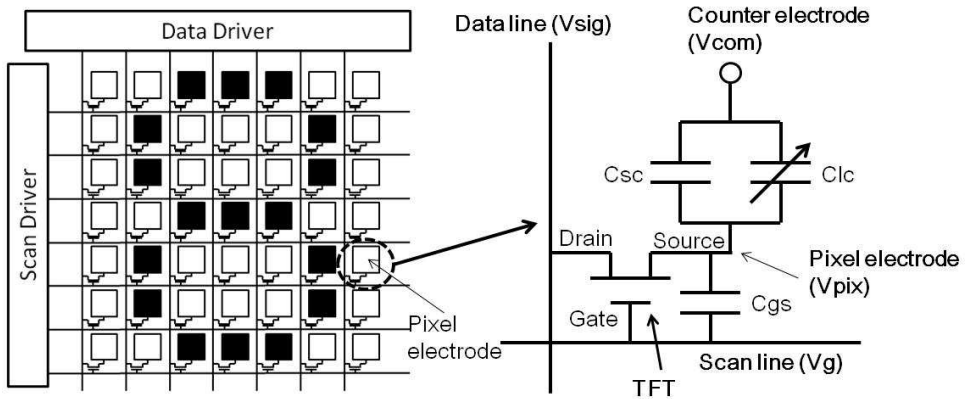 Data Driver
Scan Driver
Pixel
electrode
Data line (Vsig)
Counter electrode
(Vcom)
Csc
Clc
Drain
Source
Pixel electrode
(Vpix)
Gate
Cgs
Scan line (Vg)
TFT